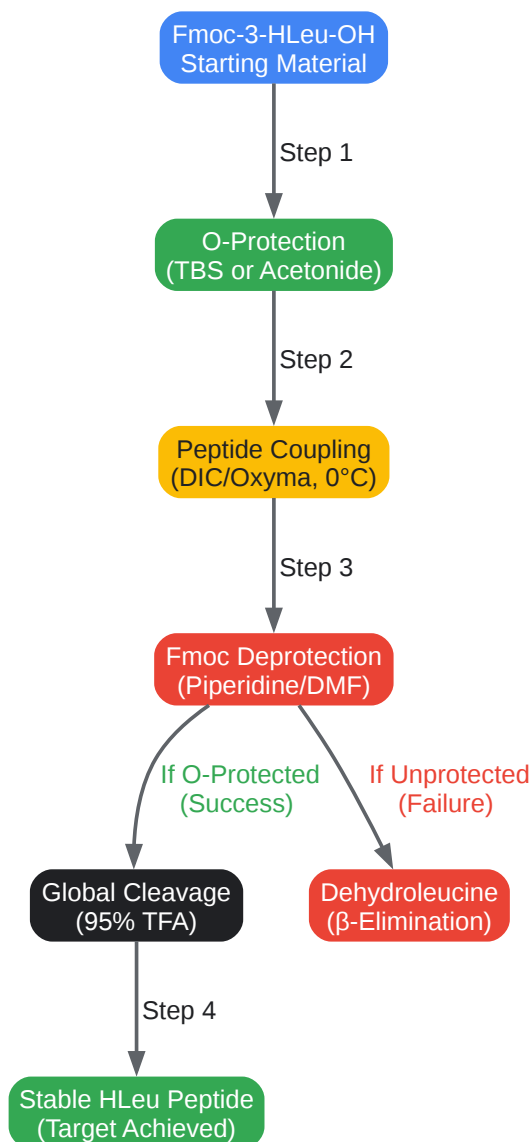 Fmoc-3-HLeu-OH
Starting Material
Step 1
O-Protection
(TBS or Acetonide)
Step 2
Peptide Coupling
(DIC/Oxyma, 0°C)
Step 3
Fmoc Deprotection
(Piperidine/DMF)
If O-Protected
(Success)
If Unprotected
(Failure)
Global Cleavage
(95% TFA)
Dehydroleucine
(β-Elimination)
Step 4
Stable HLeu Peptide
(Target Achieved)